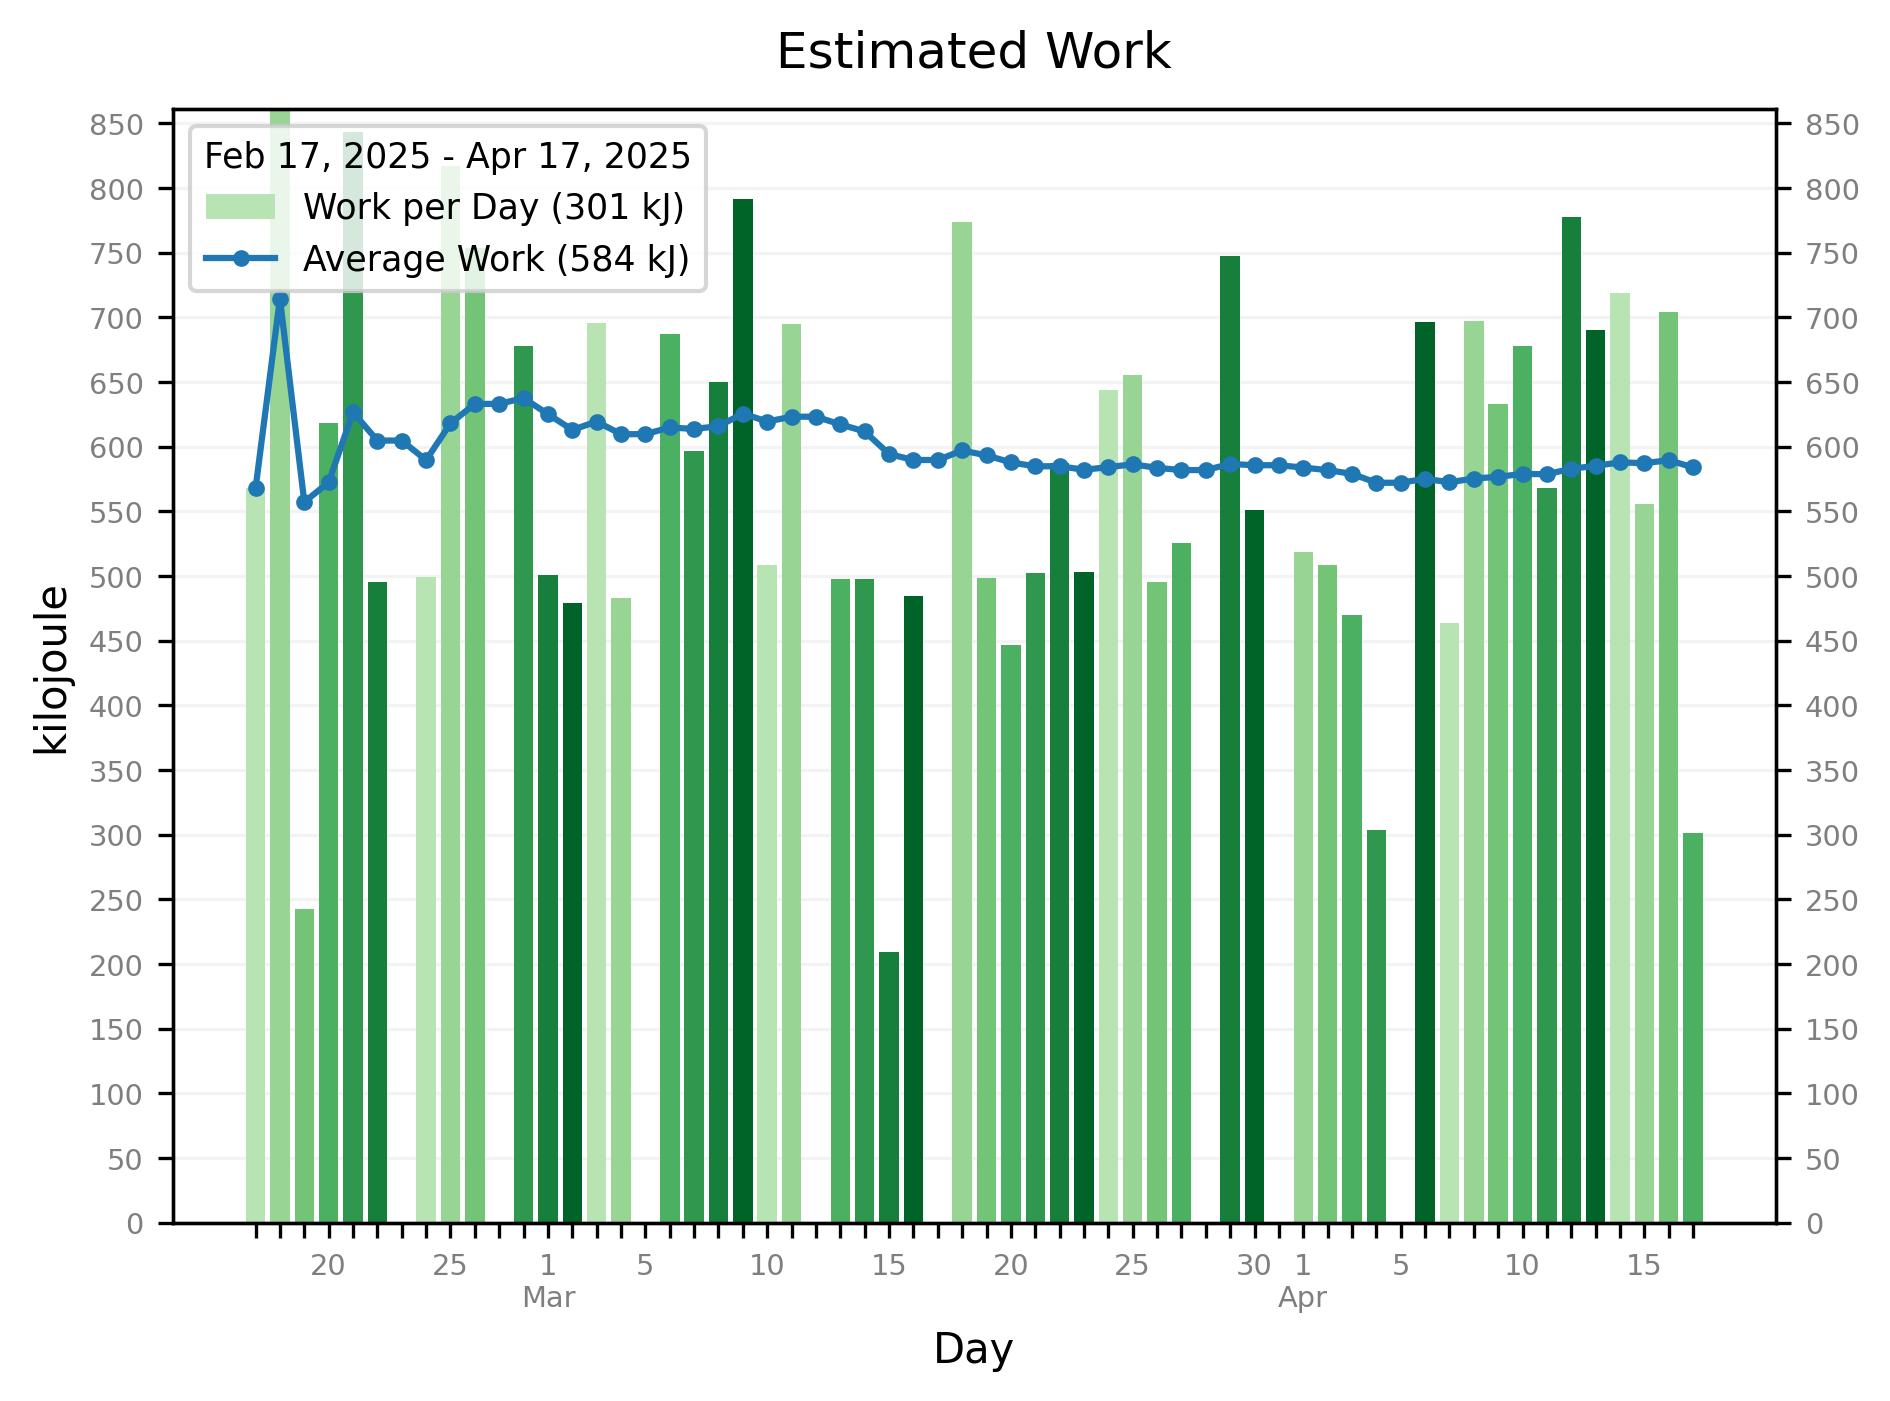 Estimated Work
Feb 17, 2025 - Apr 17, 2025
Work per Day (301 kJ)
Average Work (584 kJ)
850 850
800 800
750 750
700 700
650 650
600 600
550 550
500 500
450 450
400 400
350 350
300 300
250 250
200 200
150 150
100 100
50 50
0 0
kilojoule
20 25 1 5 10 15 20 25 30 1 5 10 15
Mar Apr
Day